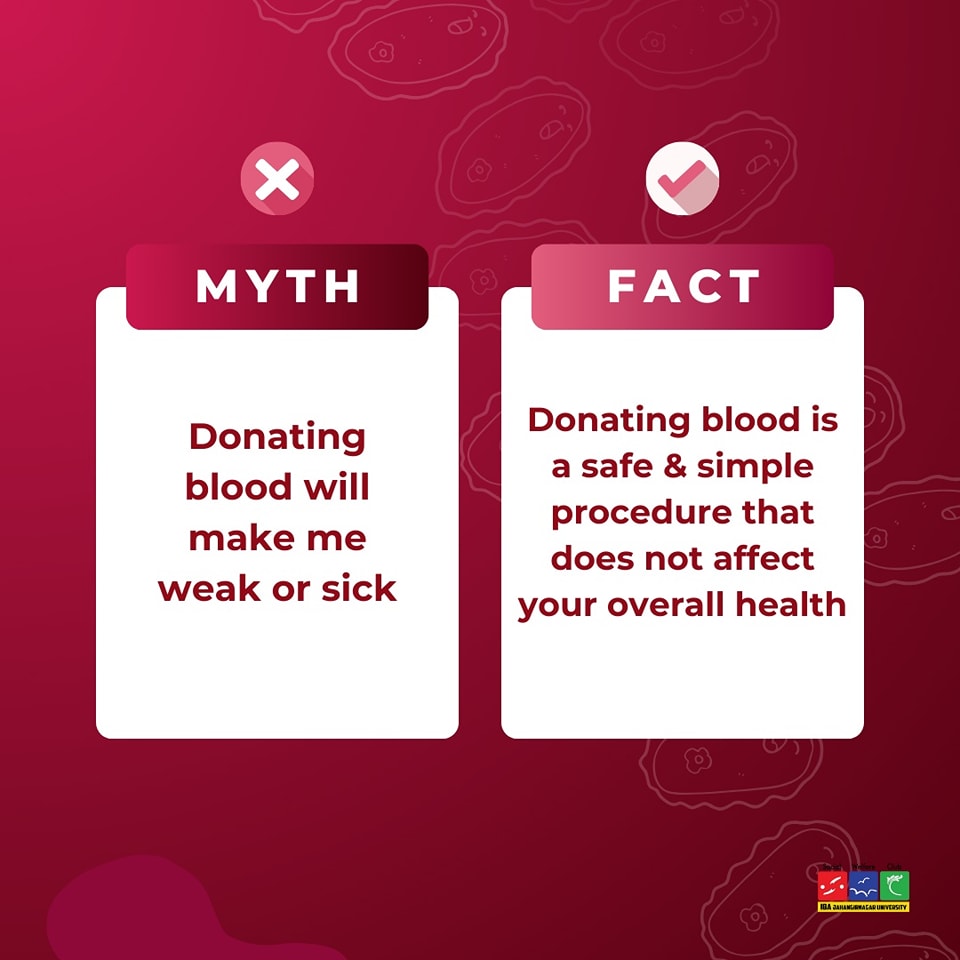 MYTH
Donating
blood will
make me
weak or sick
FACT
Donating blood is
a safe & simple
procedure that
does not affect
your overall health
IBA JAHANGIRNAGAR UNIVERSITY